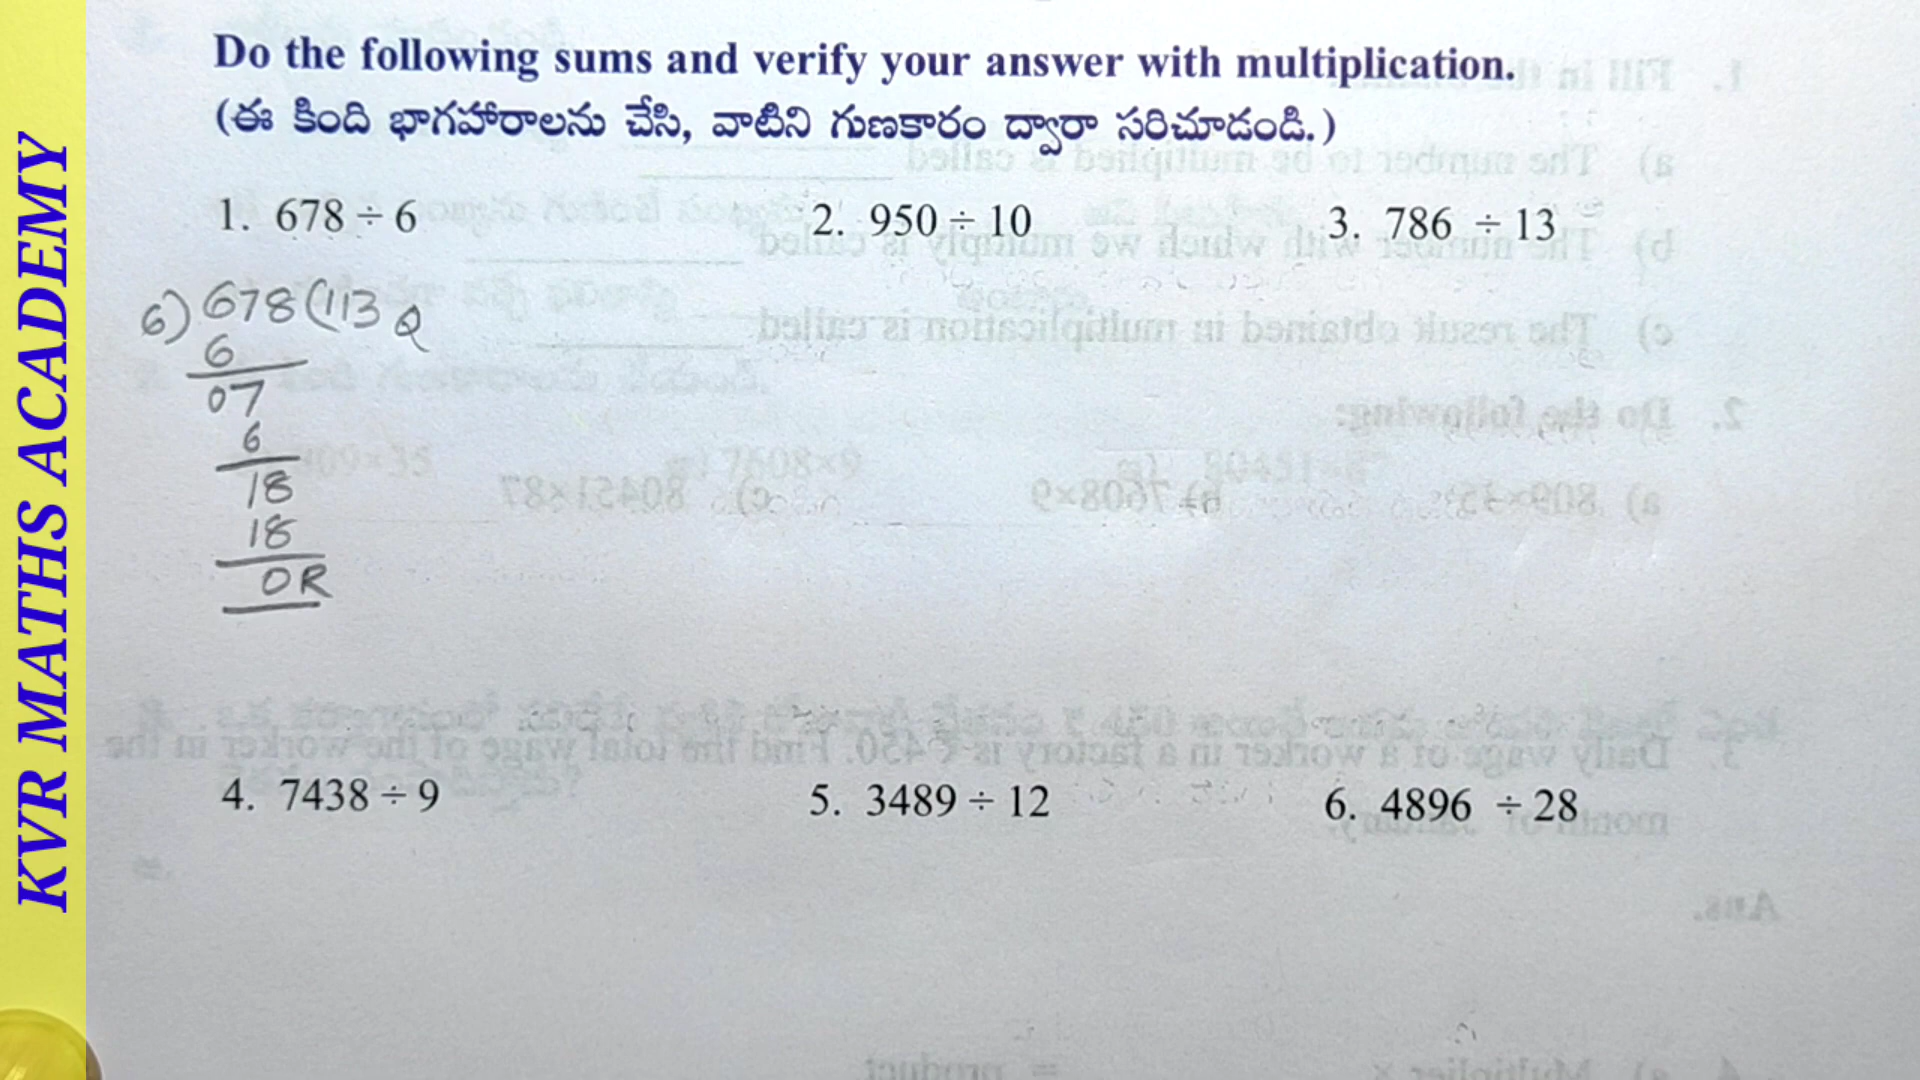 KVR MATHS ACADEMY
Do the following sums and verify your answer with multiplication.
(ఈ కింది భాగహారాలను చేసి, వాటిని గుణకారం ద్వారా సరిచూడండి.)
1. 678 ÷ 6
2. 950 ÷ 10
3. 786 ÷ 13
6)678(113 Q
6
07
6
18
18
0R
4. 7438 ÷ 9
5. 3489 ÷ 12
6. 4896 ÷ 28